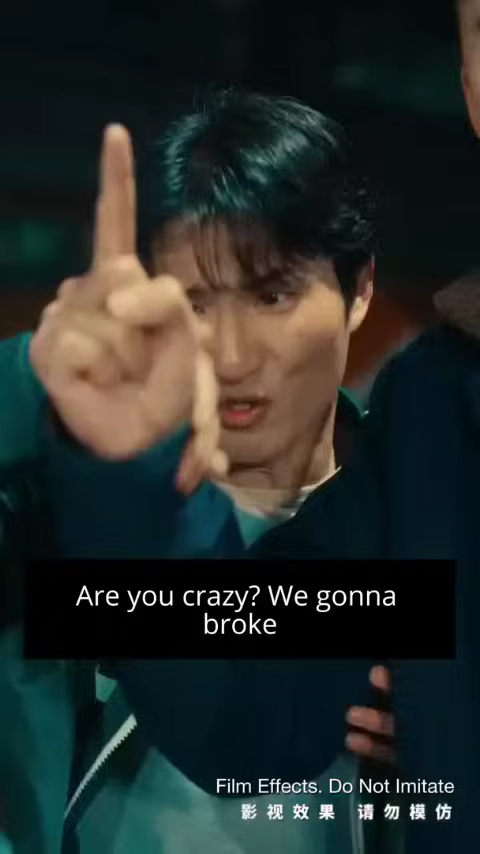 Are you crazy? We gonna
broke
Film Effects. Do Not Imitate
影视效果 请勿模仿